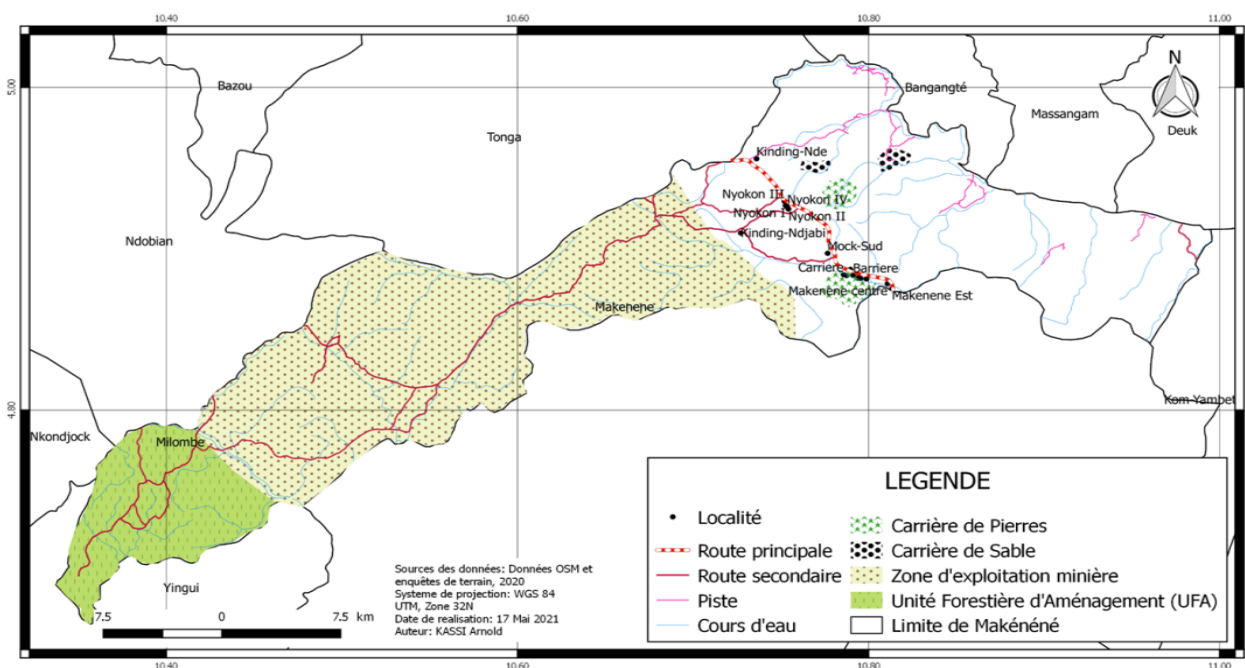 10.40
10.60
10.80
11.00
5.00
5.00
4.80
4.80
N
Deuk
Bazou
Tonga
Bangangté
Massangam
Kinding-Nde
Nyokon III
Nyokon IV
Nyokon I
Nyokon II
Kinding-Ndjabi
Mock-Sud
Carriere
Barriere
Makenene centre
Makenene Est
Ndobian
Makenene
Nkondjock
Milombe
Yingui
LEGENDE
Localité
Route principale
Route secondaire
Piste
Cours d'eau
Carrière de Pierres
Carrière de Sable
Zone d'exploitation minière
Unité Forestière d'Aménagement (UFA)
Limite de Makénéné
Sources des données: Données OSM et
enquêtes de terrain, 2020
Systeme de projection: WGS 84
UTM, Zone 32N
Date de realisation: 17 Mai 2021
Auteur: KASSI Arnold
7.5 0 7.5 km
10.40
10.60
10.80
11.00